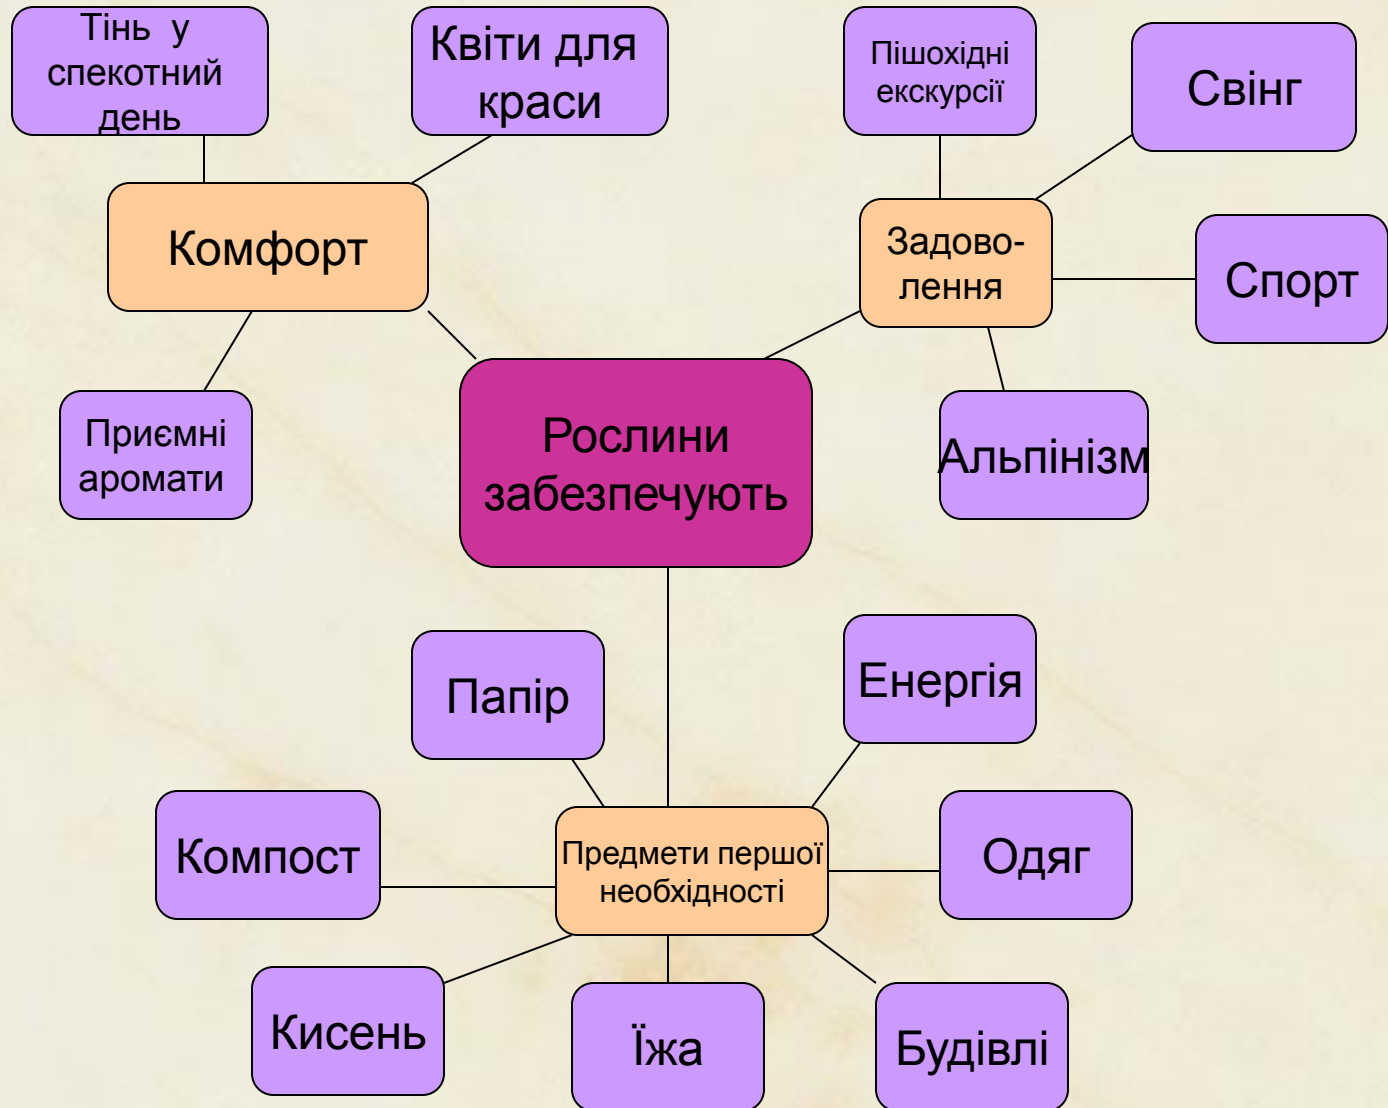 Тінь у
спекотний
день
Квіти для
краси
Пішохідні
екскурсії
Свінг
Комфорт
Задово-
лення
Спорт
Приємні
аромати
Рослини
забезпечують
Альпінізм
Папір
Енергія
Компост
Предмети першої
необхідності
Одяг
Кисень
Їжа
Будівлі